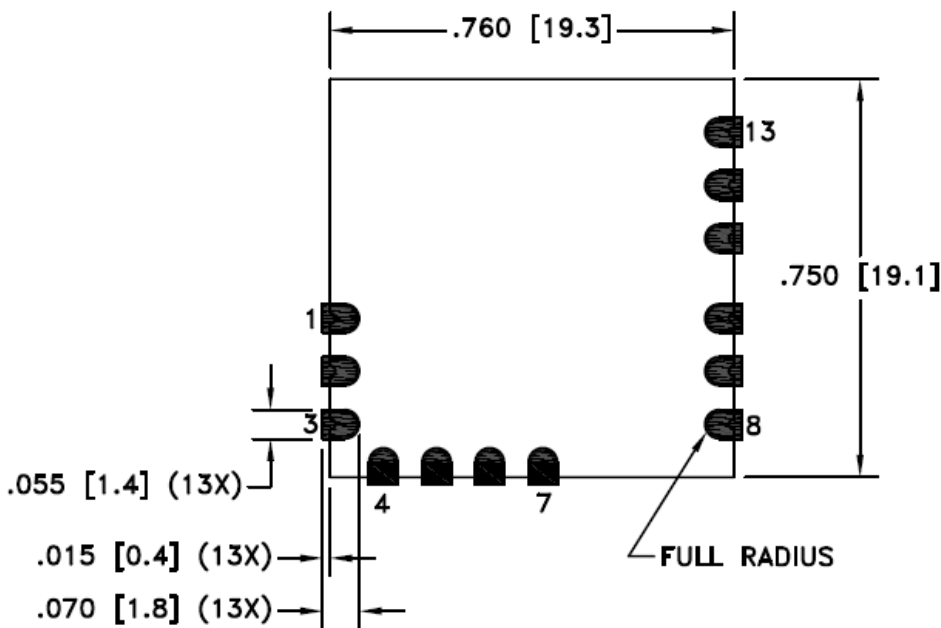 .760 [19.3]
13
.750 [19.1]
1
3
8
.055 [1.4] (13X)
4
7
.015 [0.4] (13X)
FULL RADIUS
.070 [1.8] (13X)